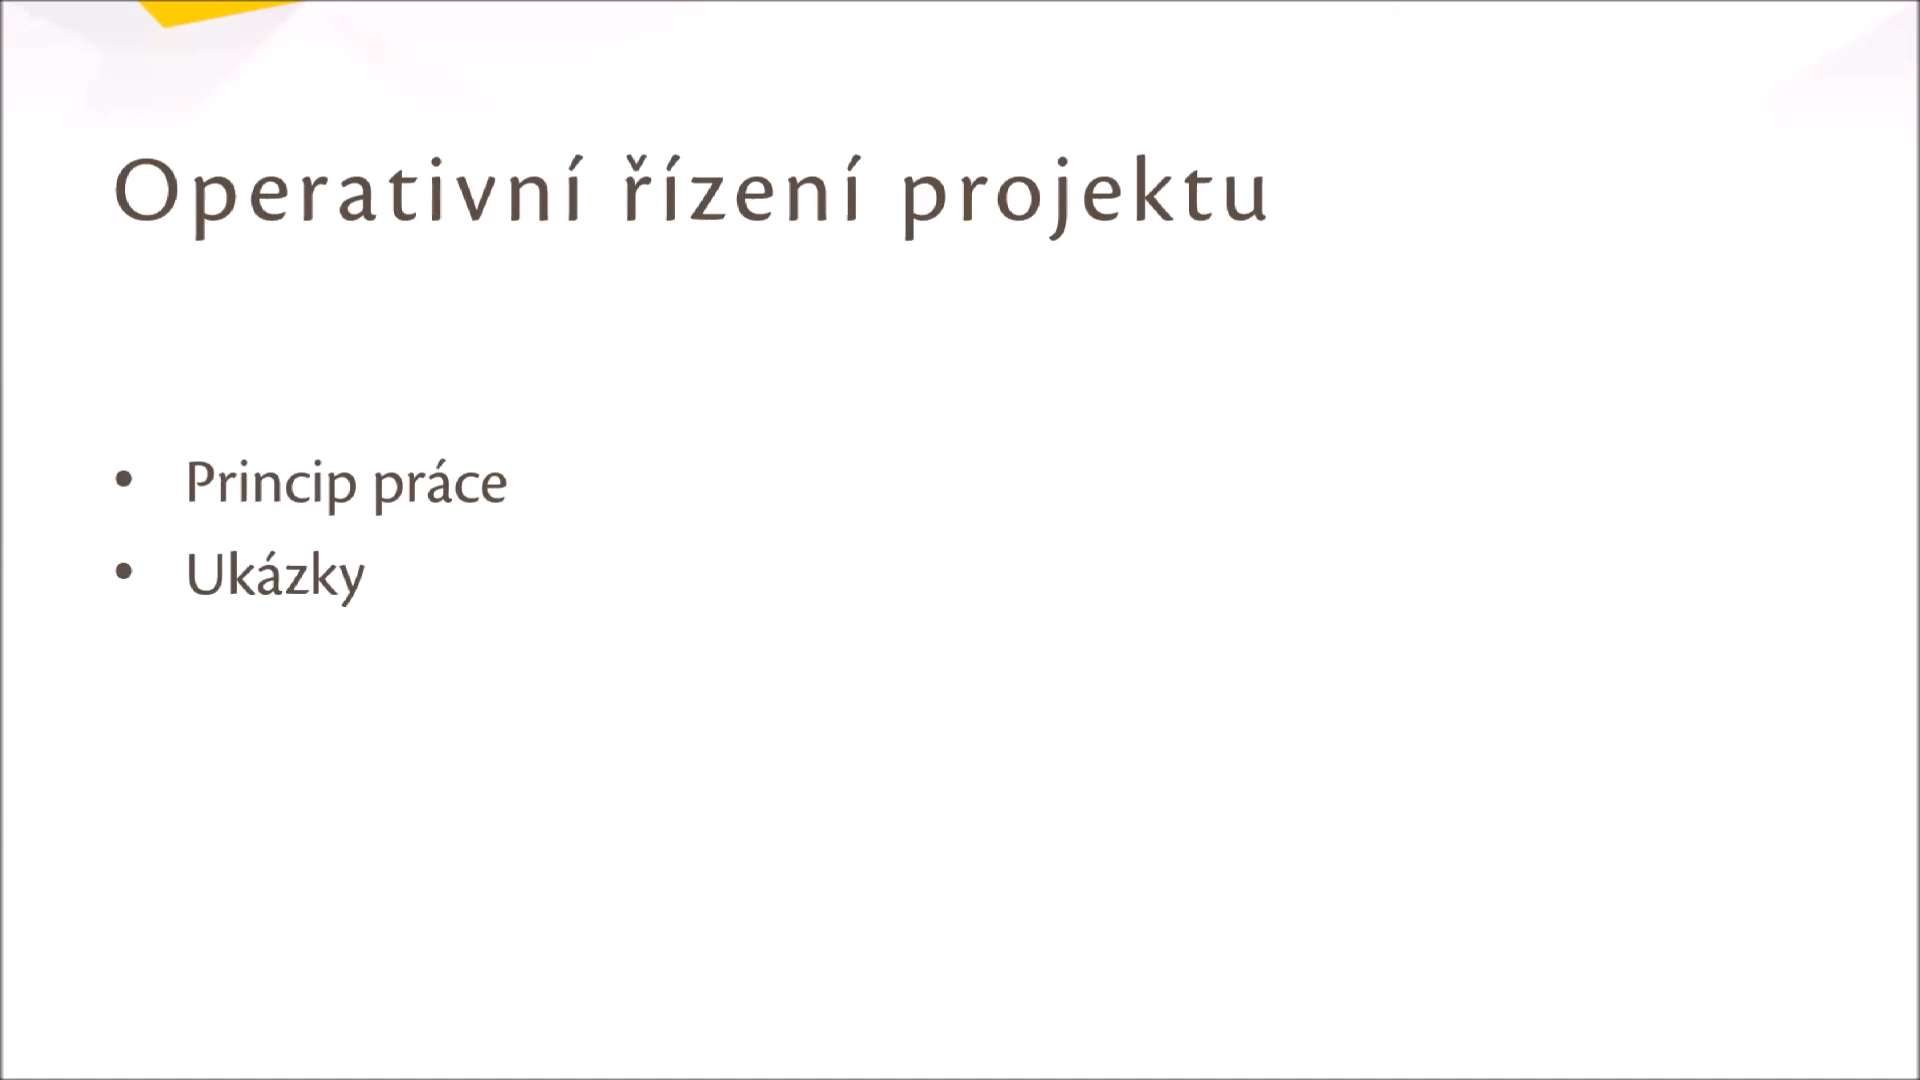 Operativní řízení projektu
• Princip práce
• Ukázky